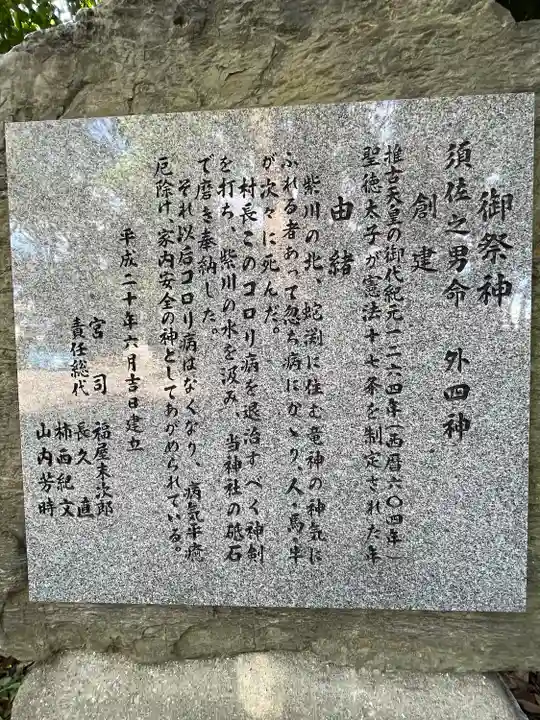 御祭神
須佐之男命　外四神
創建
推古天皇の御代紀元一二六四年(西暦六〇四年)
聖徳太子が憲法十七条を制定された年
由緒
紫川の北、蛇渕に住む竜神の神気に
ふれる者あって忽ち病にかゝり、人、馬、牛
が次々に死んだ。
村長このコロリ病を退治すべく神剣
を打ち、紫川の水を汲み、当神社の砥石
で磨き奉納した。
それ以后コロリ病はなくなり、病気平癒
厄除け家内安全の神としてあがめられている。
平成二十年六月吉日建立
宮司　福屋末次郎
責任総代　長久　直
柿西紀文
山内芳時